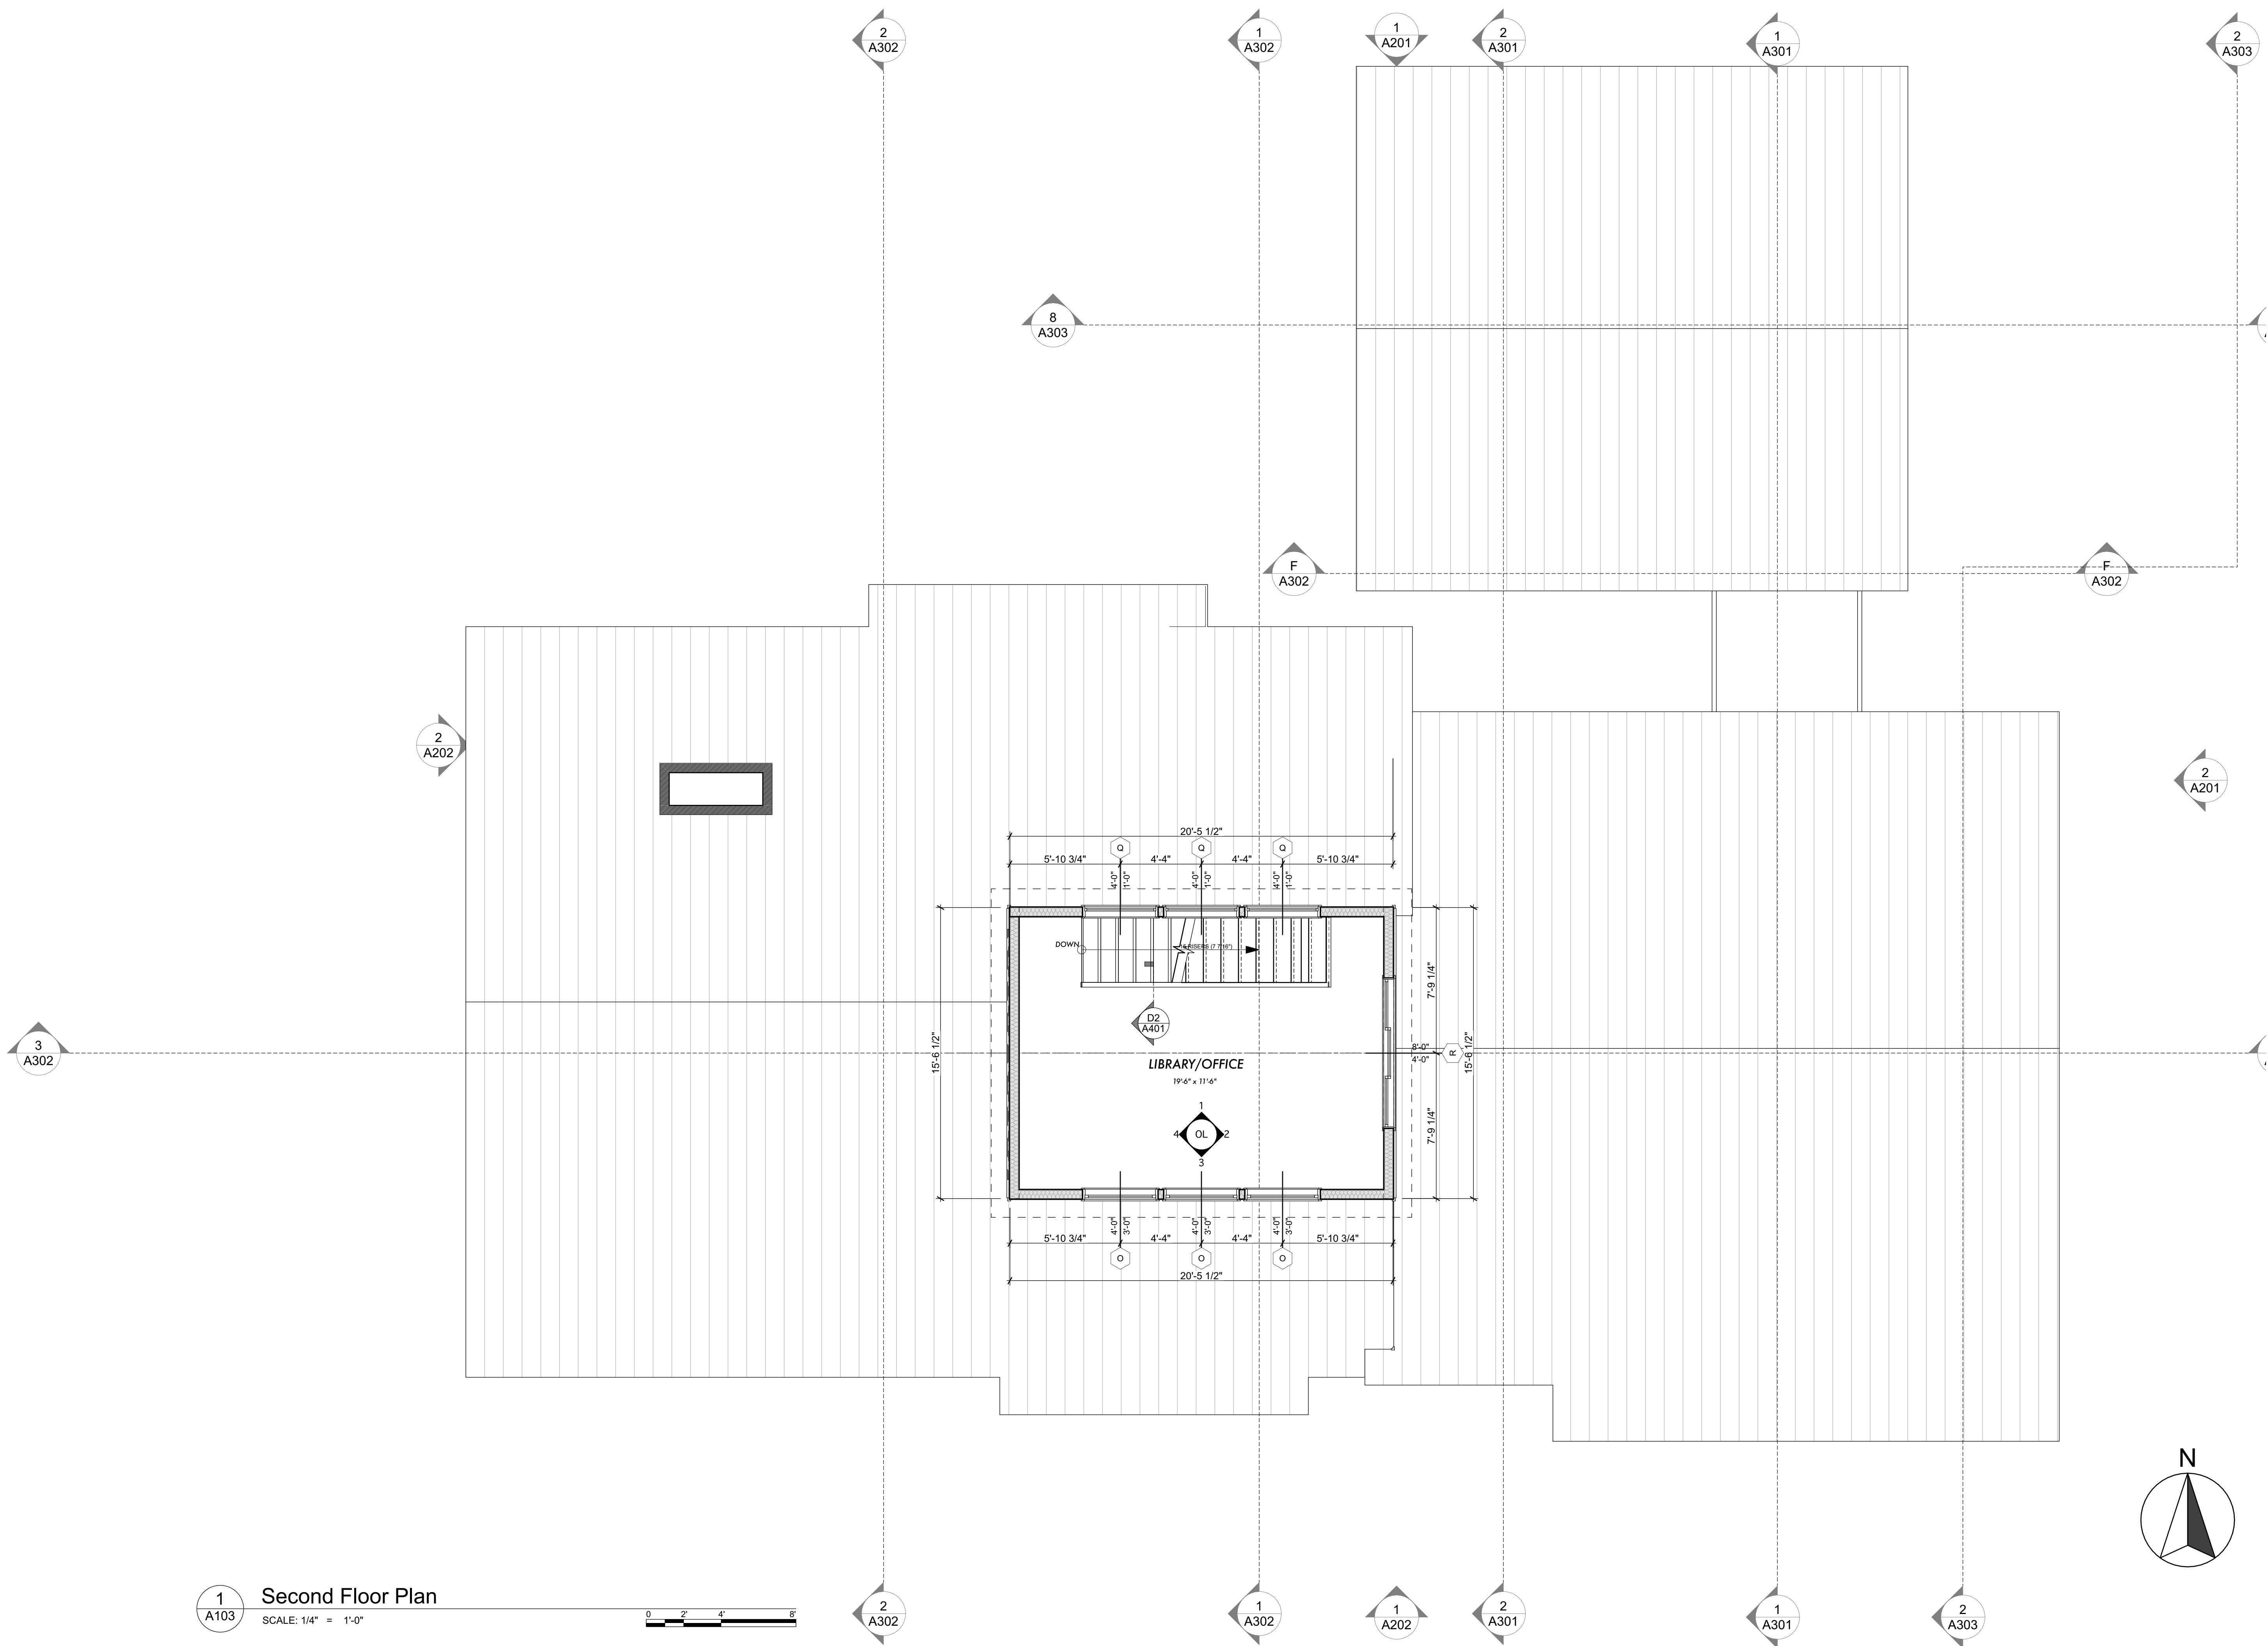 2
A302
1
A302
1
A201
2
A301
1
A301
2
A303
8
A303
F
A302
F
A302
2
A202
2
A201
20'-5 1/2"
Q
Q
Q
5'-10 3/4"
4'-4"
4'-4"
5'-10 3/4"
4'-0"
1'-0"
4'-0"
1'-0"
4'-0"
1'-0"
DOWN
RISERS (7 7/16")
7'-9 1/4"
D2
A401
3
A302
15'-6 1/2"
LIBRARY/OFFICE
19'-6" x 11'-6"
8'-0"
4'-0"
R
15'-6 1/2"
1
4
OL
2
3
7'-9 1/4"
4'-0"
3'-0"
4'-0"
3'-0"
4'-0"
3'-0"
5'-10 3/4"
4'-4"
4'-4"
5'-10 3/4"
O
O
O
20'-5 1/2"
N
1
A103
Second Floor Plan
SCALE: 1/4" = 1'-0"
0 2' 4' 8'
2
A302
1
A302
1
A202
2
A301
1
A301
2
A303